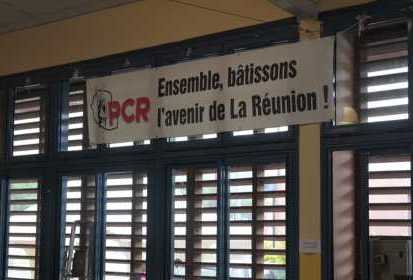 PCR
Ensemble, bâtissons
l'avenir de La Réunion !